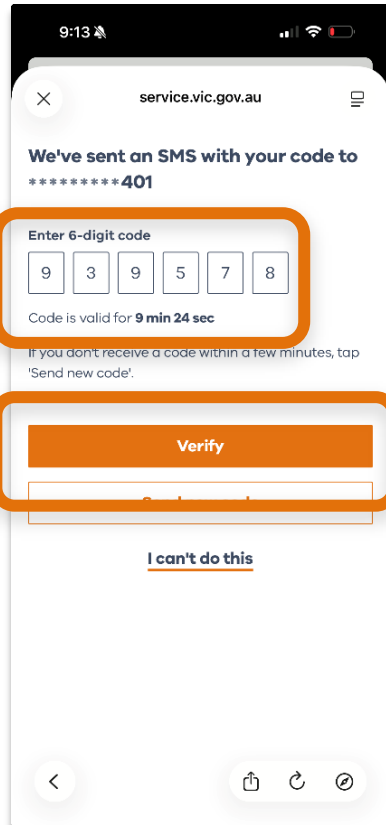 9:13
service.vic.gov.au
We've sent an SMS with your code to
*********401
Enter 6-digit code
9 3 9 5 7 8
Code is valid for 9 min 24 sec
If you don't receive a code within a few minutes, tap
'Send new code'.
Verify
I can't do this